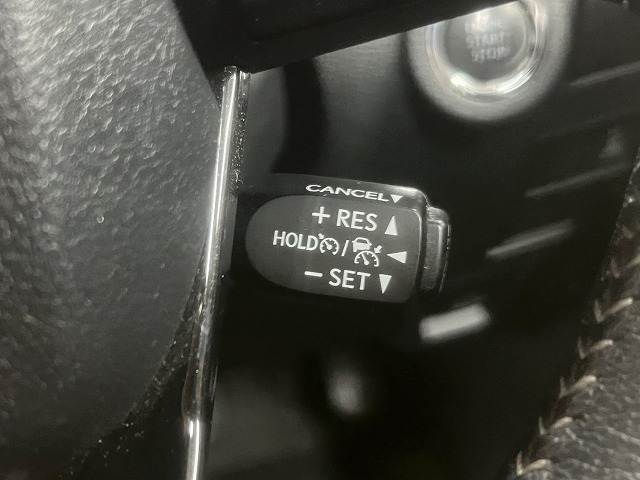 START
STOP
CANCEL▼
+ RES ▲
HOLD / ◀
– SET ▼